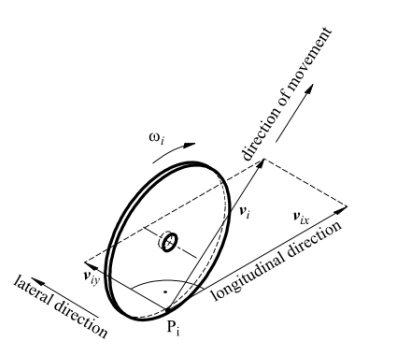 direction of movement
ωi
vi
vix
longitudinal direction
viy
lateral direction
Pi